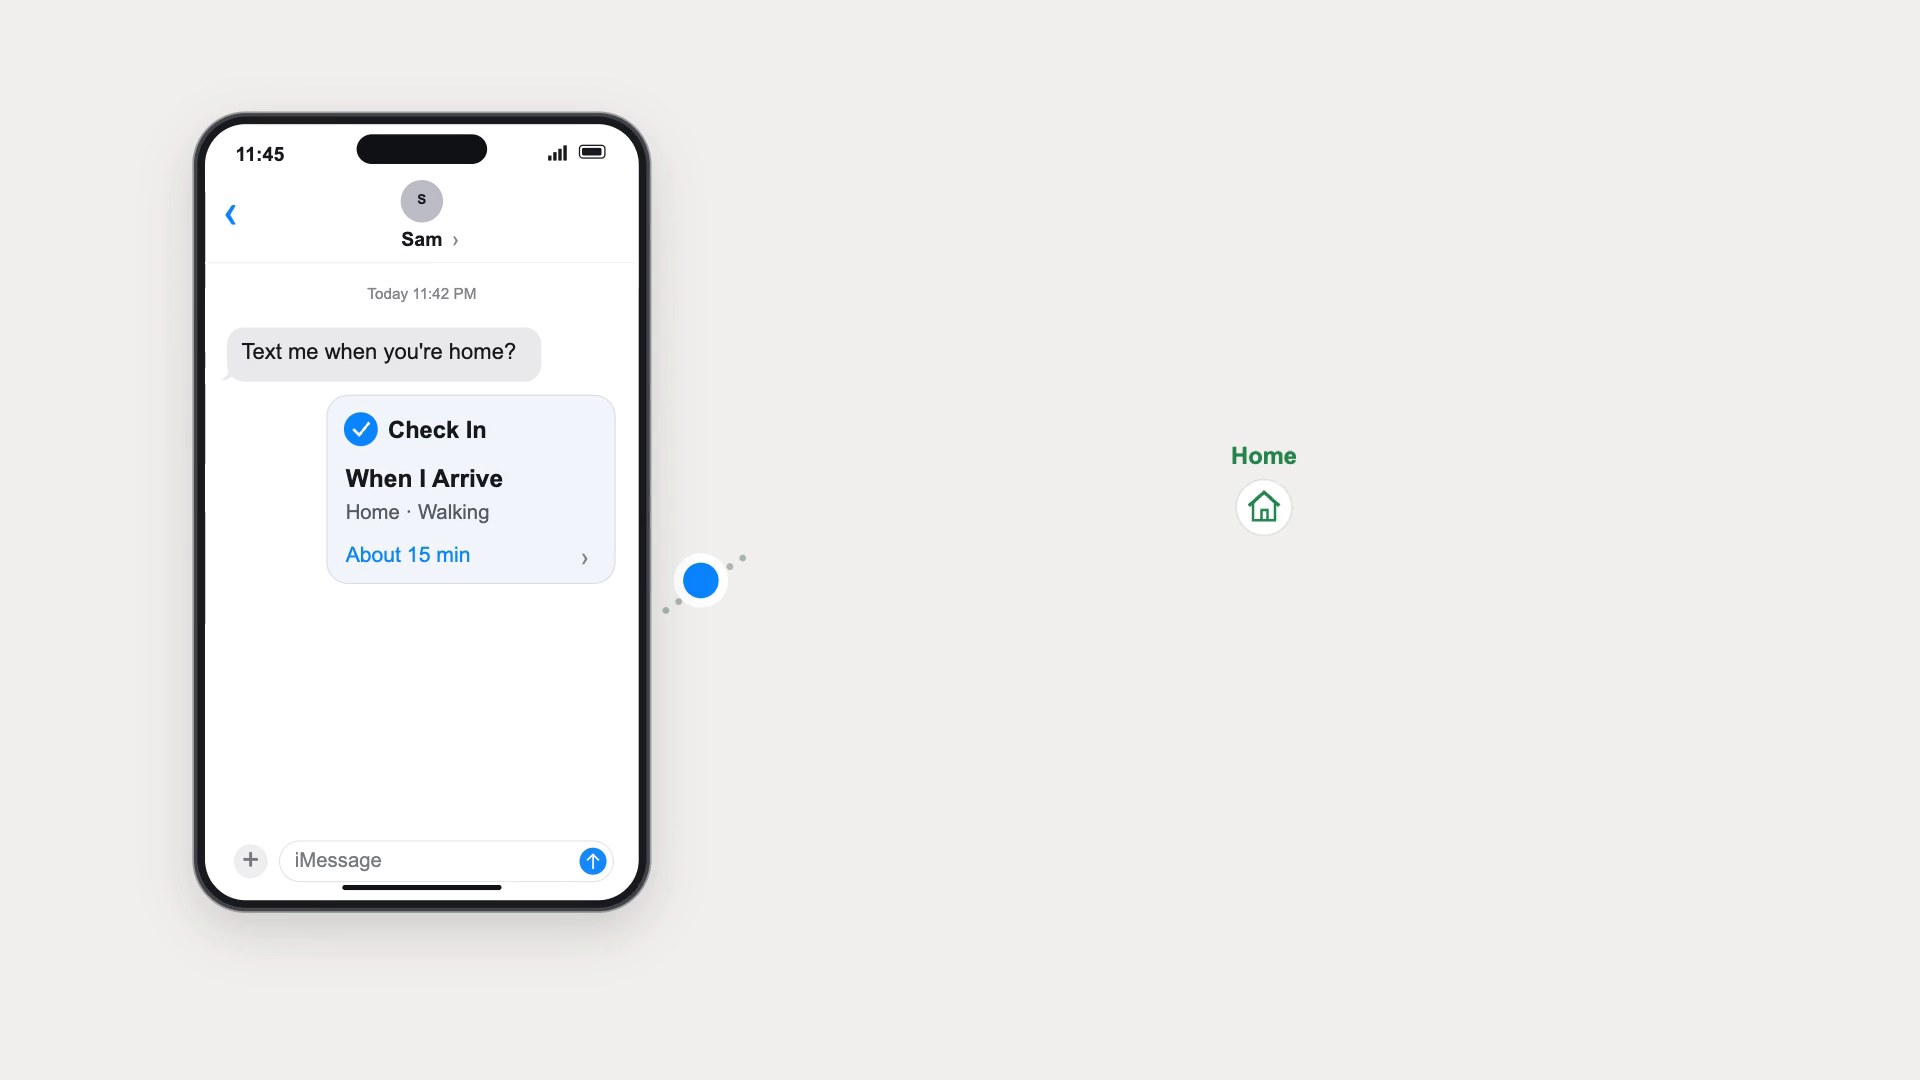 11:45
S
Sam ›
Today 11:42 PM
Text me when you're home?
Check In
When I Arrive
Home · Walking
About 15 min
iMessage
Home